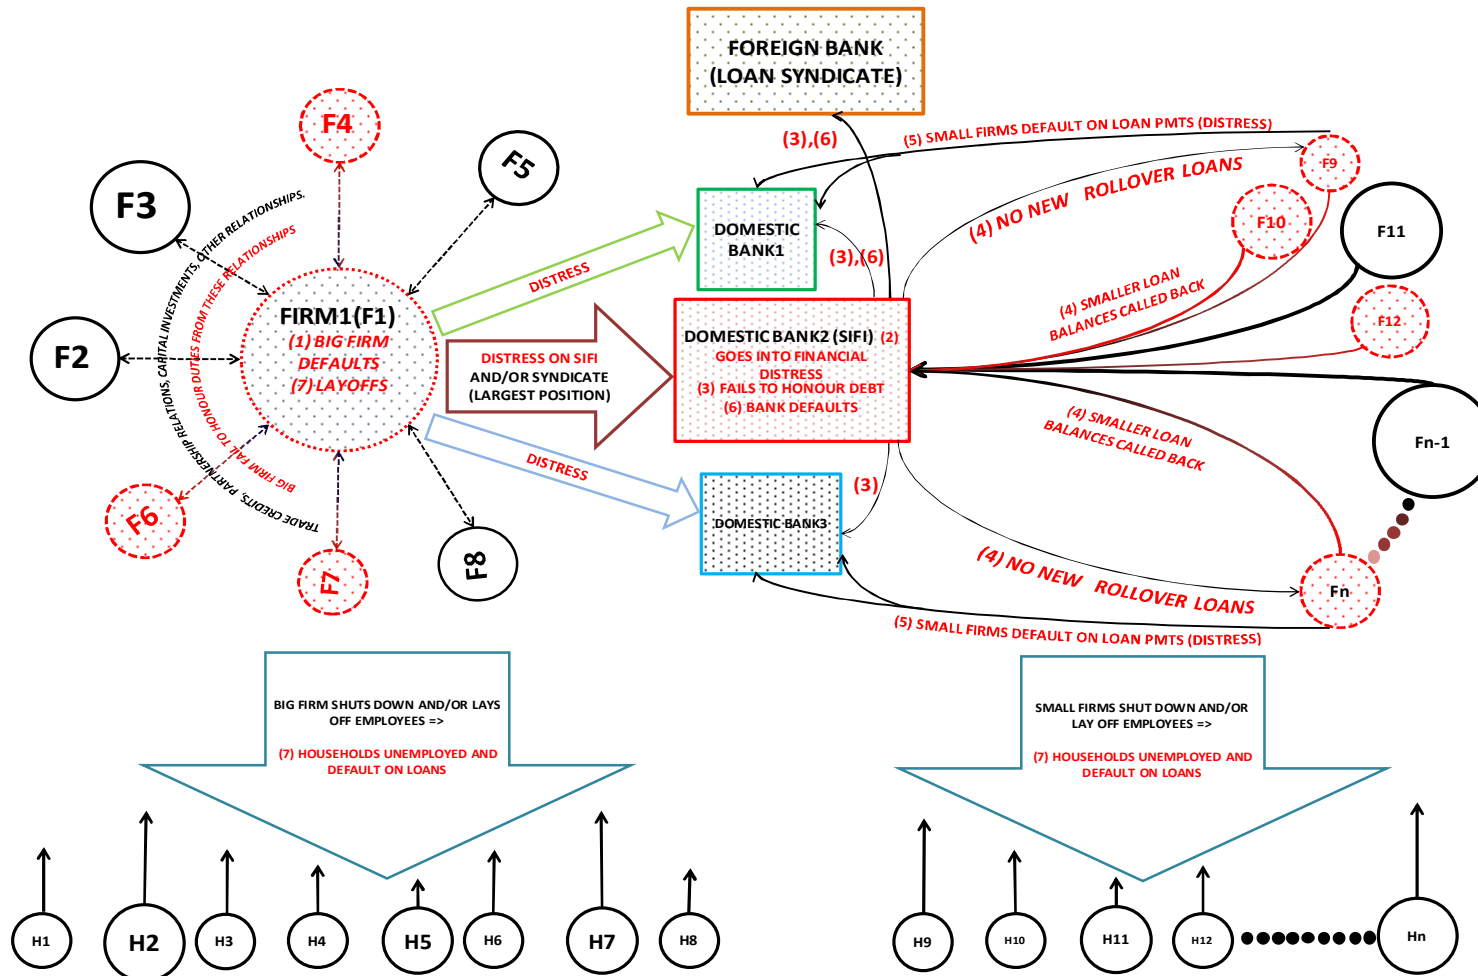 FOREIGN BANK
(LOAN SYNDICATE)
(3),(6)
(5) SMALL FIRMS DEFAULT ON LOAN PMTS (DISTRESS)
F4
F5
F3
F2
F6
F7
F8
TRADE CREDITS, PARTNERSHIP RELATIONS, CAPITAL INVESTMENTS, OTHER RELATIONSHIPS.
BIG FIRM FAIL TO HONOUR DUTIES FROM THESE RELATIONSHIPS
FIRM1(F1)
(1) BIG FIRM
DEFAULTS
(7) LAYOFFS
DISTRESS
DISTRESS ON SIFI
AND/OR SYNDICATE
(LARGEST POSITION)
DISTRESS
DOMESTIC
BANK1
(3),(6)
DOMESTIC BANK2 (SIFI) (2)
GOES INTO FINANCIAL
DISTRESS
(3) FAILS TO HONOUR DEBT
(6) BANK DEFAULTS
(3)
DOMESTIC BANK3
(4) NO NEW ROLLOVER LOANS
F9
F10
F11
F12
(4) SMALLER LOAN
BALANCES CALLED BACK
(4) SMALLER LOAN
BALANCES CALLED BACK
Fn-1
Fn
(4) NO NEW ROLLOVER LOANS
(5) SMALL FIRMS DEFAULT ON LOAN PMTS (DISTRESS)
BIG FIRM SHUTS DOWN AND/OR LAYS
OFF EMPLOYEES =>
(7) HOUSEHOLDS UNEMPLOYED AND
DEFAULT ON LOANS
SMALL FIRMS SHUT DOWN AND/OR
LAY OFF EMPLOYEES =>
(7) HOUSEHOLDS UNEMPLOYED AND
DEFAULT ON LOANS
H1
H2
H3
H4
H5
H6
H7
H8
H9
H10
H11
H12
Hn